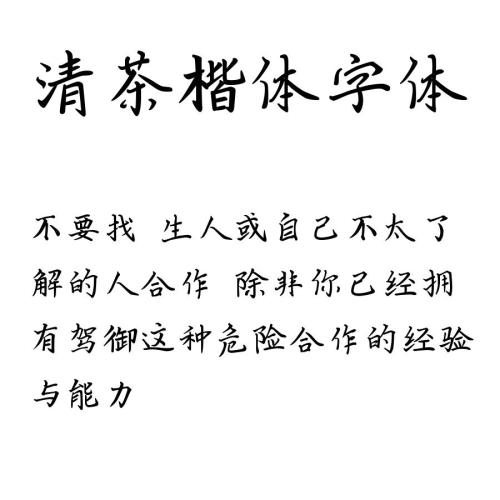 清茶楷体字体
不要找 生人或自己不太了
解的人合作 除非你已经拥
有驾御这种危险合作的经验
与能力